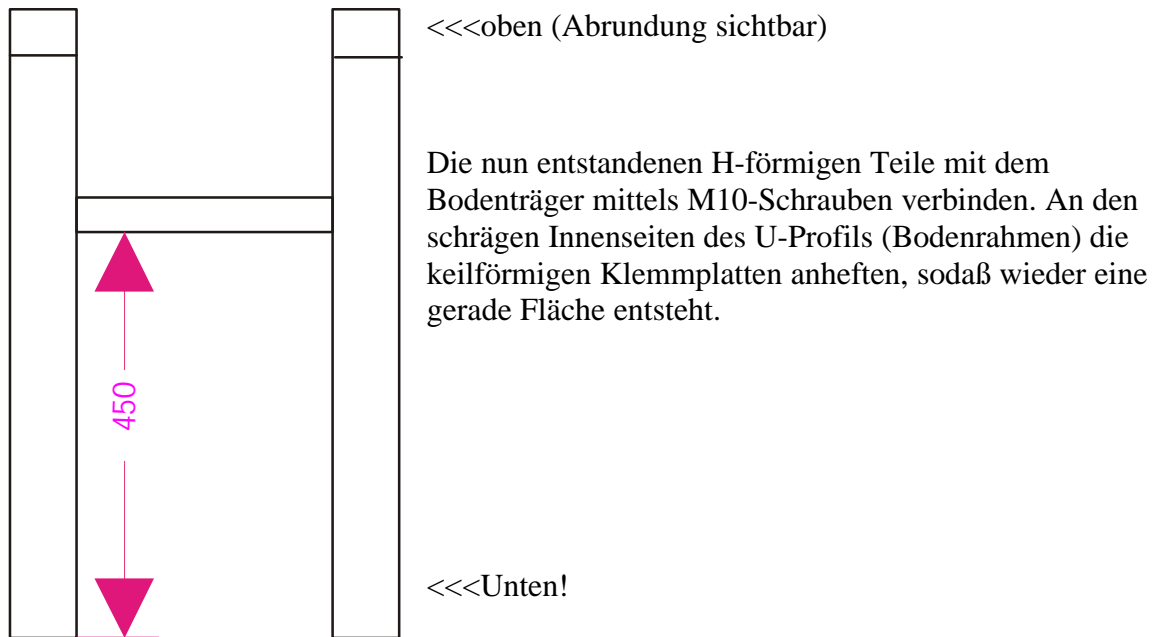 <<<oben (Abrundung sichtbar)
Die nun entstandenen H-förmigen Teile mit dem
Bodenträger mittels M10-Schrauben verbinden. An den
schrägen Innenseiten des U-Profils (Bodenrahmen) die
keilförmigen Klemmplatten anheften, sodaß wieder eine
gerade Fläche entsteht.
450
<<<Unten!